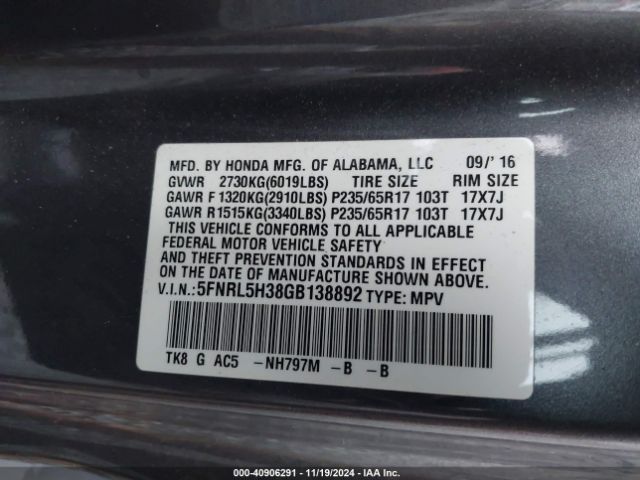 MFD. BY HONDA MFG. OF ALABAMA, LLC 09/' 16
GVWR 2730KG(6019LBS) TIRE SIZE RIM SIZE
GAWR F 1320KG(2910LBS) P235/65R17 103T 17X7J
GAWR R1515KG(3340LBS) P235/65R17 103T 17X7J
THIS VEHICLE CONFORMS TO ALL APPLICABLE
FEDERAL MOTOR VEHICLE SAFETY
AND THEFT PREVENTION STANDARDS IN EFFECT
ON THE DATE OF MANUFACTURE SHOWN ABOVE.
V.I.N.: 5FNRL5H38GB138892 TYPE: MPV
TK8 G AC5 -NH797M -B -B
40906291 - 11/19/2024 - IAA Inc.